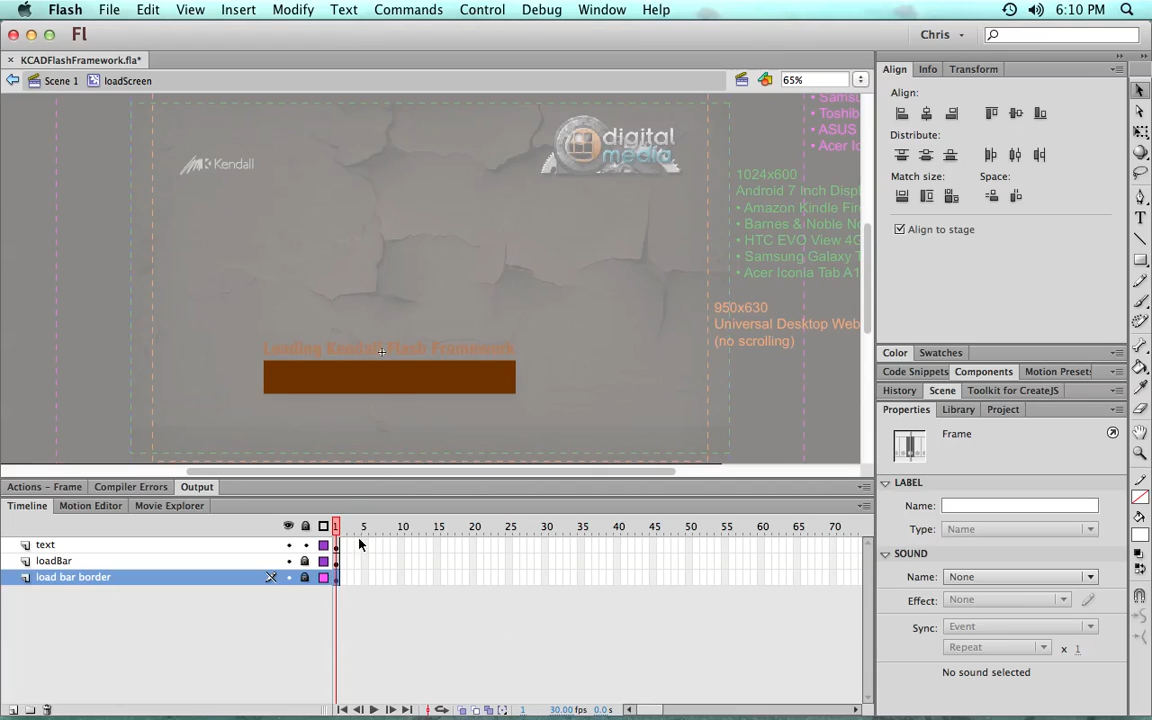 Flash File Edit View Insert Modify Text Commands Control Debug Window Help 6:10 PM
Fl Chris
KCADFlashFramework.fla*
Scene 1 loadScreen 65%
Kendall
digital
media
• Toshib
• ASUS
• Acer Ic
1024x600
Android 7 Inch Displ
• Amazon Kindle Fir
• Barnes & Noble No
• HTC EVO View 4G
• Samsung Galaxy T
• Acer Iconla Tab A1
950x630
Universal Desktop Web
(no scrolling)
Loading Kendall Flash Framework
Align Info Transform
Align:
Distribute:
Match size: Space:
Align to stage
Color Swatches
Code Snippets Components Motion Presets
History Scene Toolkit for CreateJS
Properties Library Project
Frame
LABEL
Name:
Type: Name
SOUND
Name: None
Effect: None
Sync: Event
Repeat x 1
No sound selected
Actions - Frame Compiler Errors Output
Timeline Motion Editor Movie Explorer
1 5 10 15 20 25 30 35 40 45 50 55 60 65 70
text
loadBar
load bar border
1 30.00 fps 0.0 s